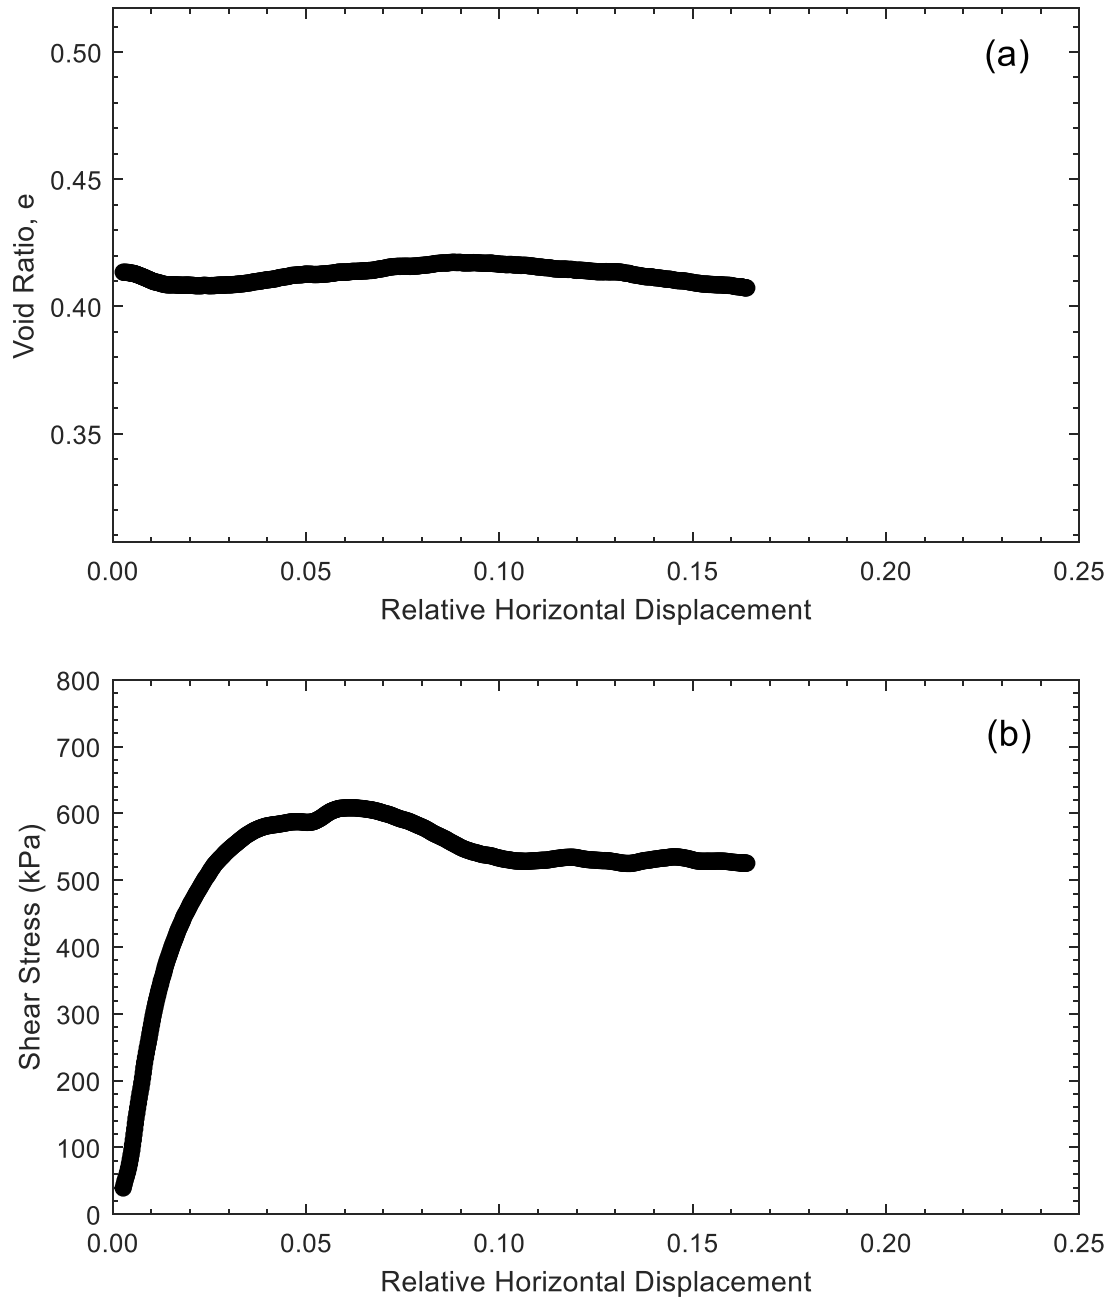 (a)
0.50
0.45
0.40
0.35
Void Ratio, e
0.00 0.05 0.10 0.15 0.20 0.25
Relative Horizontal Displacement
(b)
800
700
600
500
400
300
200
100
0
Shear Stress (kPa)
0.00 0.05 0.10 0.15 0.20 0.25
Relative Horizontal Displacement